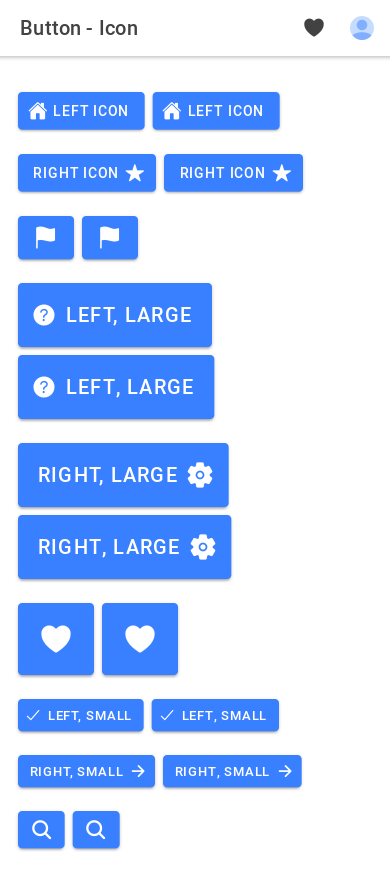 Button - Icon
LEFT ICON LEFT ICON
RIGHT ICON RIGHT ICON
LEFT, LARGE
LEFT, LARGE
RIGHT, LARGE
RIGHT, LARGE
LEFT, SMALL LEFT, SMALL
RIGHT, SMALL RIGHT, SMALL